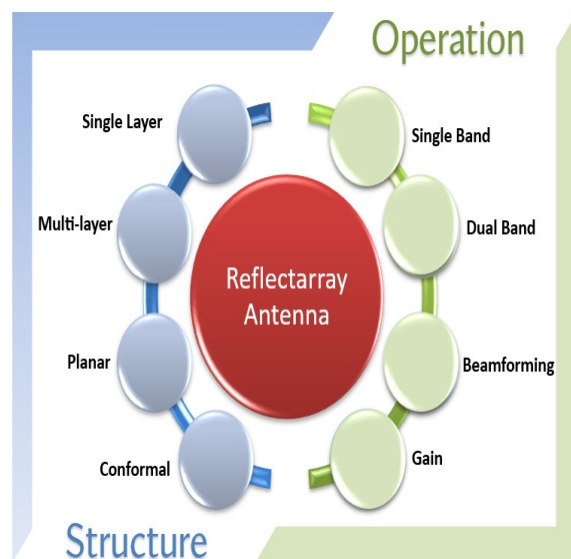 Operation
Single Layer
Single Band
Multi-layer
Dual Band
Reflectarray
Antenna
Planar
Beamforming
Conformal
Gain
Structure